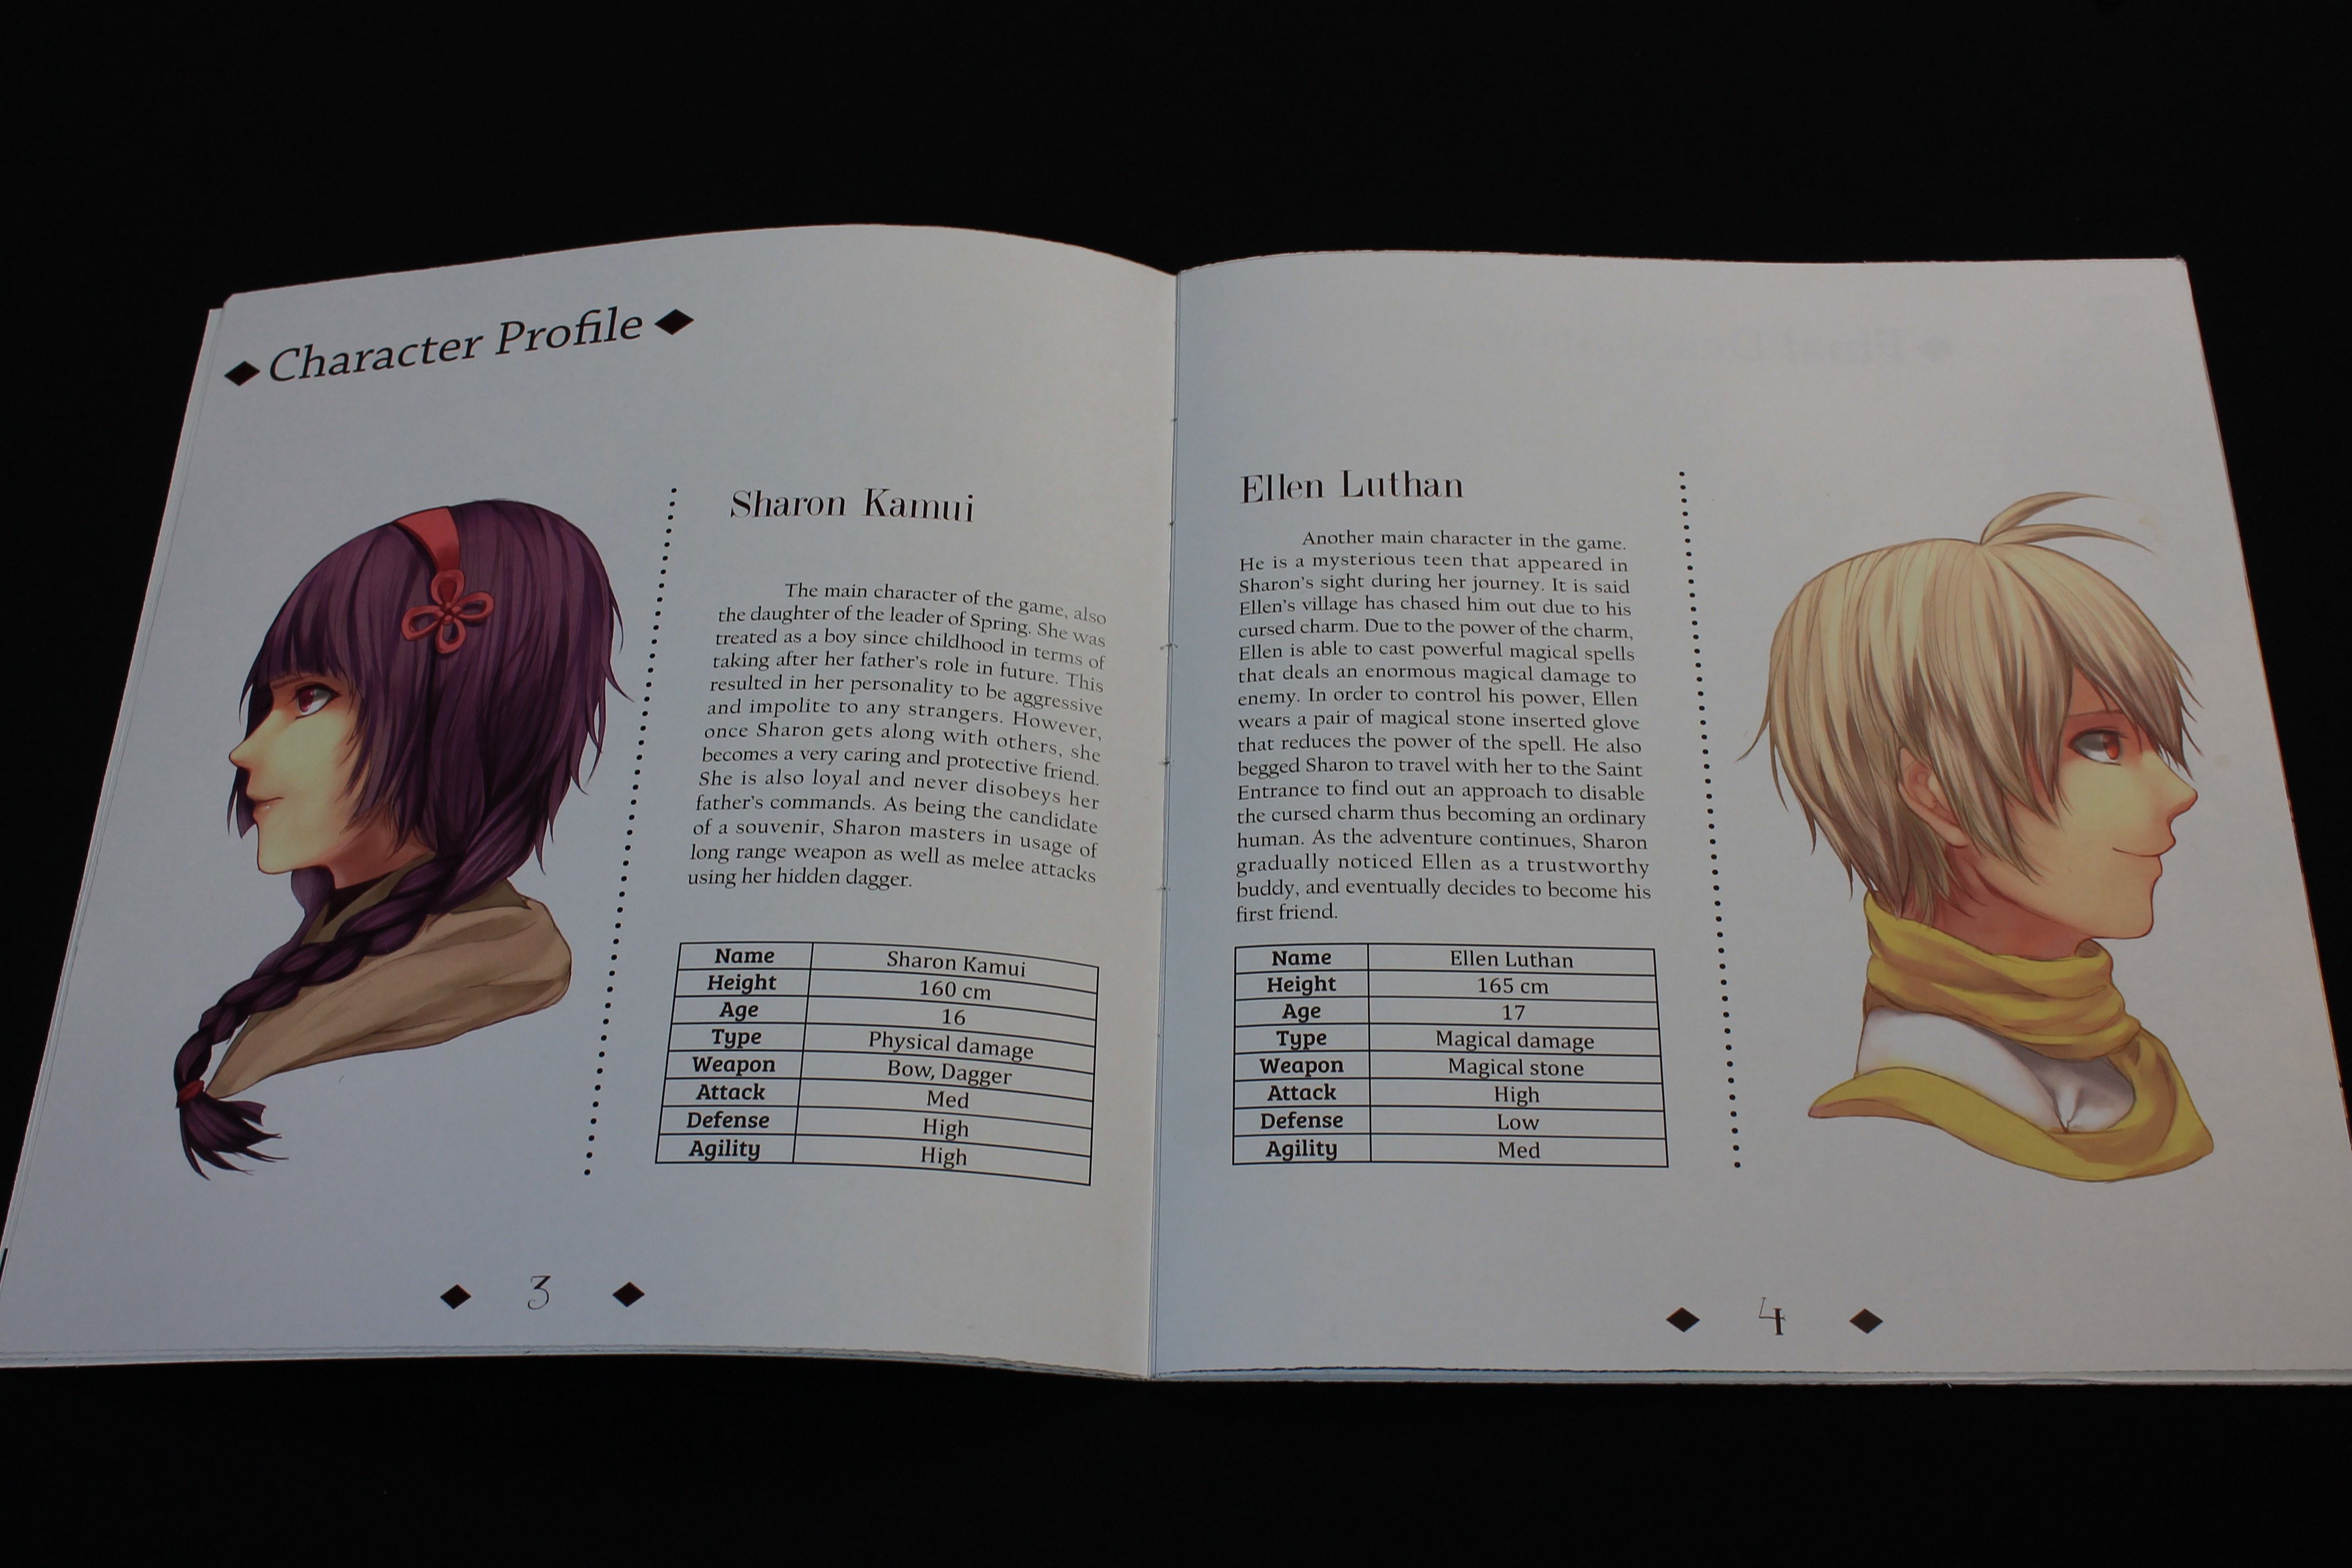 Character Profile
Sharon Kamui
The main character of the game, also
the daughter of the leader of Spring. She was
treated as a boy since childhood in terms of
taking after her father's role in future. This
resulted in her personality to be aggressive
and impolite to any strangers. However,
once Sharon gets along with others, she
becomes a very caring and protective friend.
She is also loyal and never disobeys her
father's commands. As being the candidate
of a souvenir, Sharon masters in usage of
long range weapon as well as melee attacks
using her hidden dagger.
Name Sharon Kamui
Height 160 cm
Age 16
Type Physical damage
Weapon Bow, Dagger
Attack Med
Defense High
Agility High
3
Ellen Luthan
Another main character in the game.
He is a mysterious teen that appeared in
Sharon's sight during her journey. It is said
Ellen's village has chased him out due to his
cursed charm. Due to the power of the charm,
Ellen is able to cast powerful magical spells
that deals an enormous magical damage to
enemy. In order to control his power, Ellen
wears a pair of magical stone inserted glove
that reduces the power of the spell. He also
begged Sharon to travel with her to the Saint
Entrance to find out an approach to disable
the cursed charm thus becoming an ordinary
human. As the adventure continues, Sharon
gradually noticed Ellen as a trustworthy
buddy, and eventually decides to become his
first friend.
Name Ellen Luthan
Height 165 cm
Age 17
Type Magical damage
Weapon Magical stone
Attack High
Defense Low
Agility Med
4